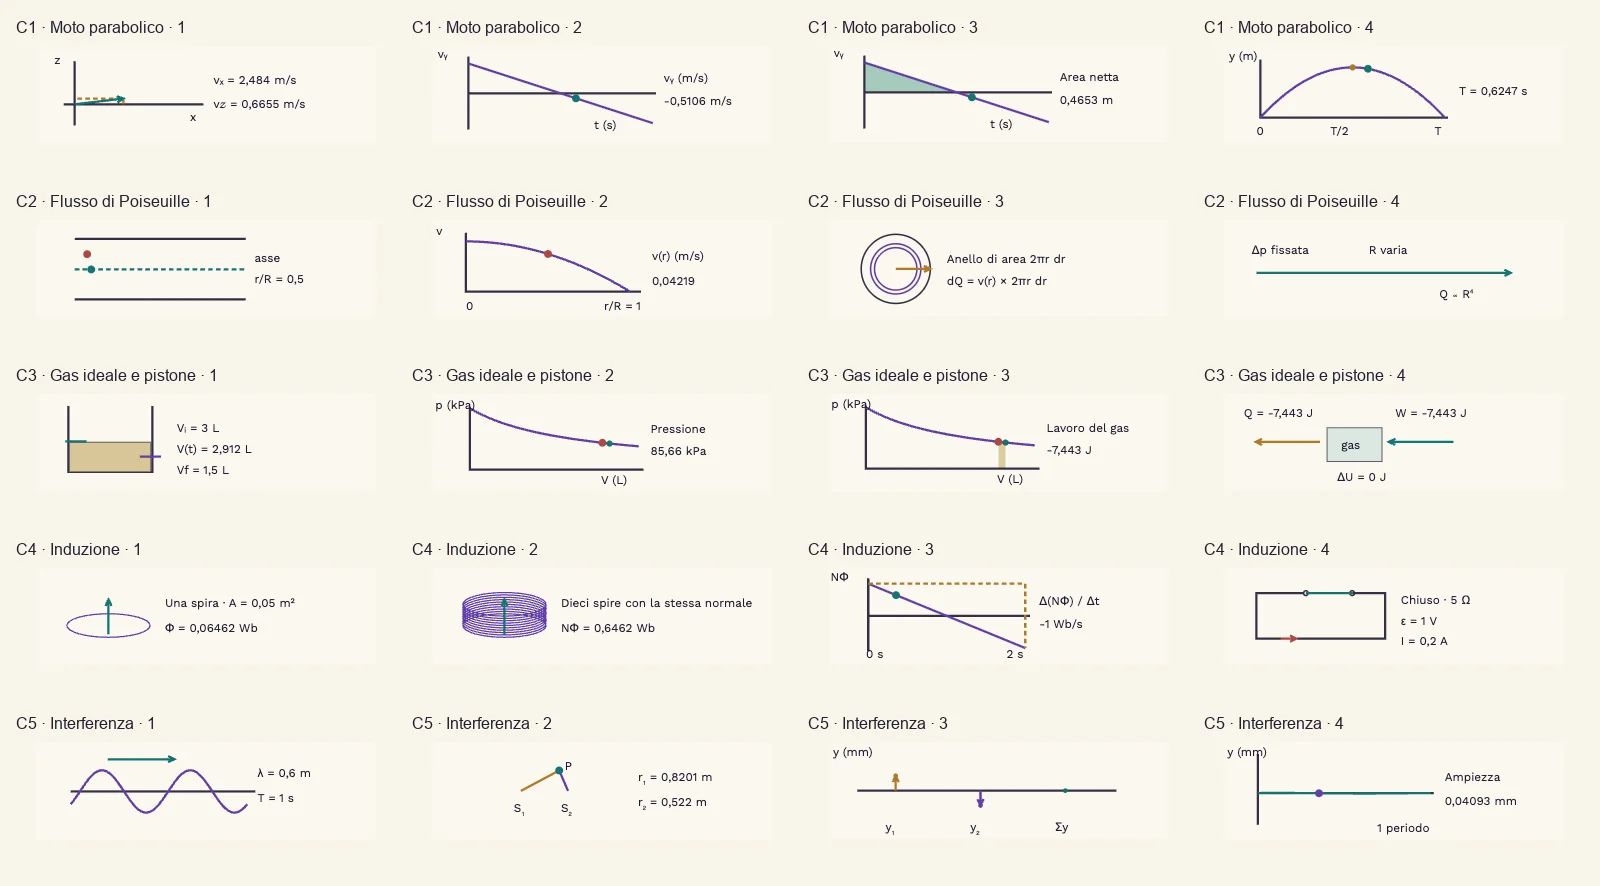 C1 · Moto parabolico · 1
z
vₓ = 2,484 m/s
vz = 0,6655 m/s
x
C1 · Moto parabolico · 2
vᵧ
vᵧ (m/s)
-0,5106 m/s
t (s)
C1 · Moto parabolico · 3
vᵧ
Area netta
0,4653 m
t (s)
C1 · Moto parabolico · 4
y (m)
T = 0,6247 s
0
T/2
T
C2 · Flusso di Poiseuille · 1
asse
r/R = 0,5
C2 · Flusso di Poiseuille · 2
v
v(r) (m/s)
0,04219
0
r/R = 1
C2 · Flusso di Poiseuille · 3
Anello di area 2πr dr
dQ = v(r) × 2πr dr
C2 · Flusso di Poiseuille · 4
Δp fissata
R varia
Q ∝ R⁴
C3 · Gas ideale e pistone · 1
Vᵢ = 3 L
V(t) = 2,912 L
Vf = 1,5 L
C3 · Gas ideale e pistone · 2
p (kPa)
Pressione
85,66 kPa
V (L)
C3 · Gas ideale e pistone · 3
p (kPa)
Lavoro del gas
-7,443 J
V (L)
C3 · Gas ideale e pistone · 4
Q = -7,443 J
W = -7,443 J
gas
ΔU = 0 J
C4 · Induzione · 1
Una spira · A = 0,05 m²
Φ = 0,06462 Wb
C4 · Induzione · 2
Dieci spire con la stessa normale
NΦ = 0,6462 Wb
C4 · Induzione · 3
NΦ
Δ(NΦ) / Δt
-1 Wb/s
0 s
2 s
C4 · Induzione · 4
Chiuso · 5 Ω
ε = 1 V
I = 0,2 A
C5 · Interferenza · 1
λ = 0,6 m
T = 1 s
C5 · Interferenza · 2
P
r₁ = 0,8201 m
r₂ = 0,522 m
S₁
S₂
C5 · Interferenza · 3
y (mm)
y₁
y₂
Σy
C5 · Interferenza · 4
y (mm)
Ampiezza
0,04093 mm
1 periodo